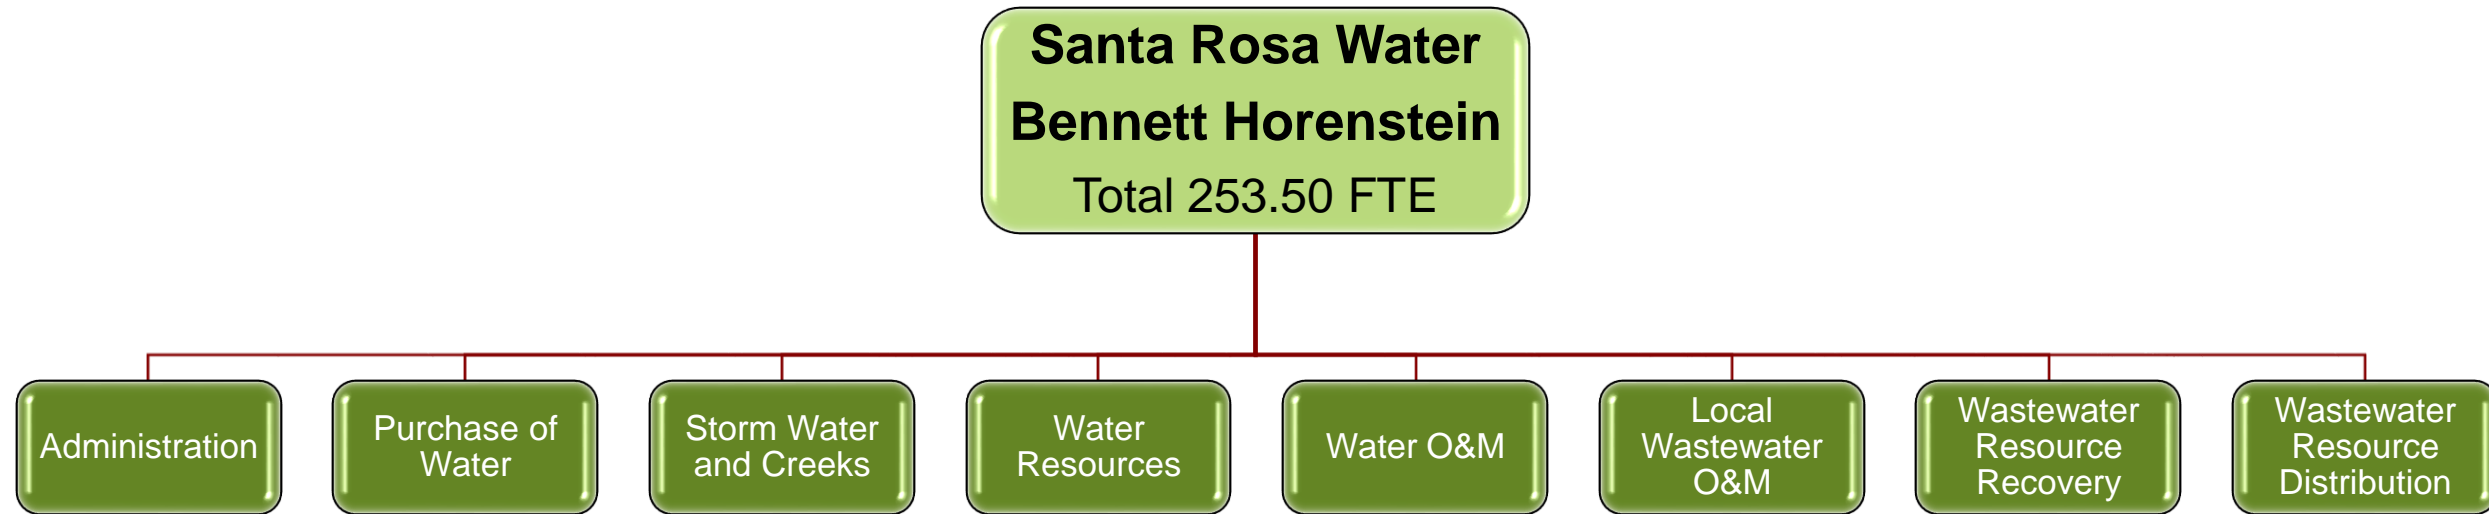 Santa Rosa Water
Bennett Horenstein
Total 253.50 FTE
Administration
Purchase of
Water
Storm Water
and Creeks
Water
Resources
Water O&M
Local
Wastewater
O&M
Wastewater
Resource
Recovery
Wastewater
Resource
Distribution